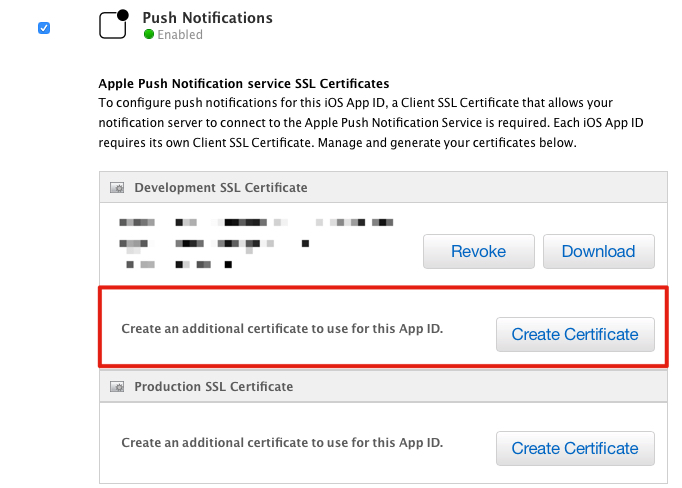 Push Notifications
Enabled
Apple Push Notification service SSL Certificates
To configure push notifications for this iOS App ID, a Client SSL Certificate that allows your
notification server to connect to the Apple Push Notification Service is required. Each iOS App ID
requires its own Client SSL Certificate. Manage and generate your certificates below.
Development SSL Certificate
Revoke
Download
Create an additional certificate to use for this App ID.
Create Certificate
Production SSL Certificate
Create an additional certificate to use for this App ID.
Create Certificate